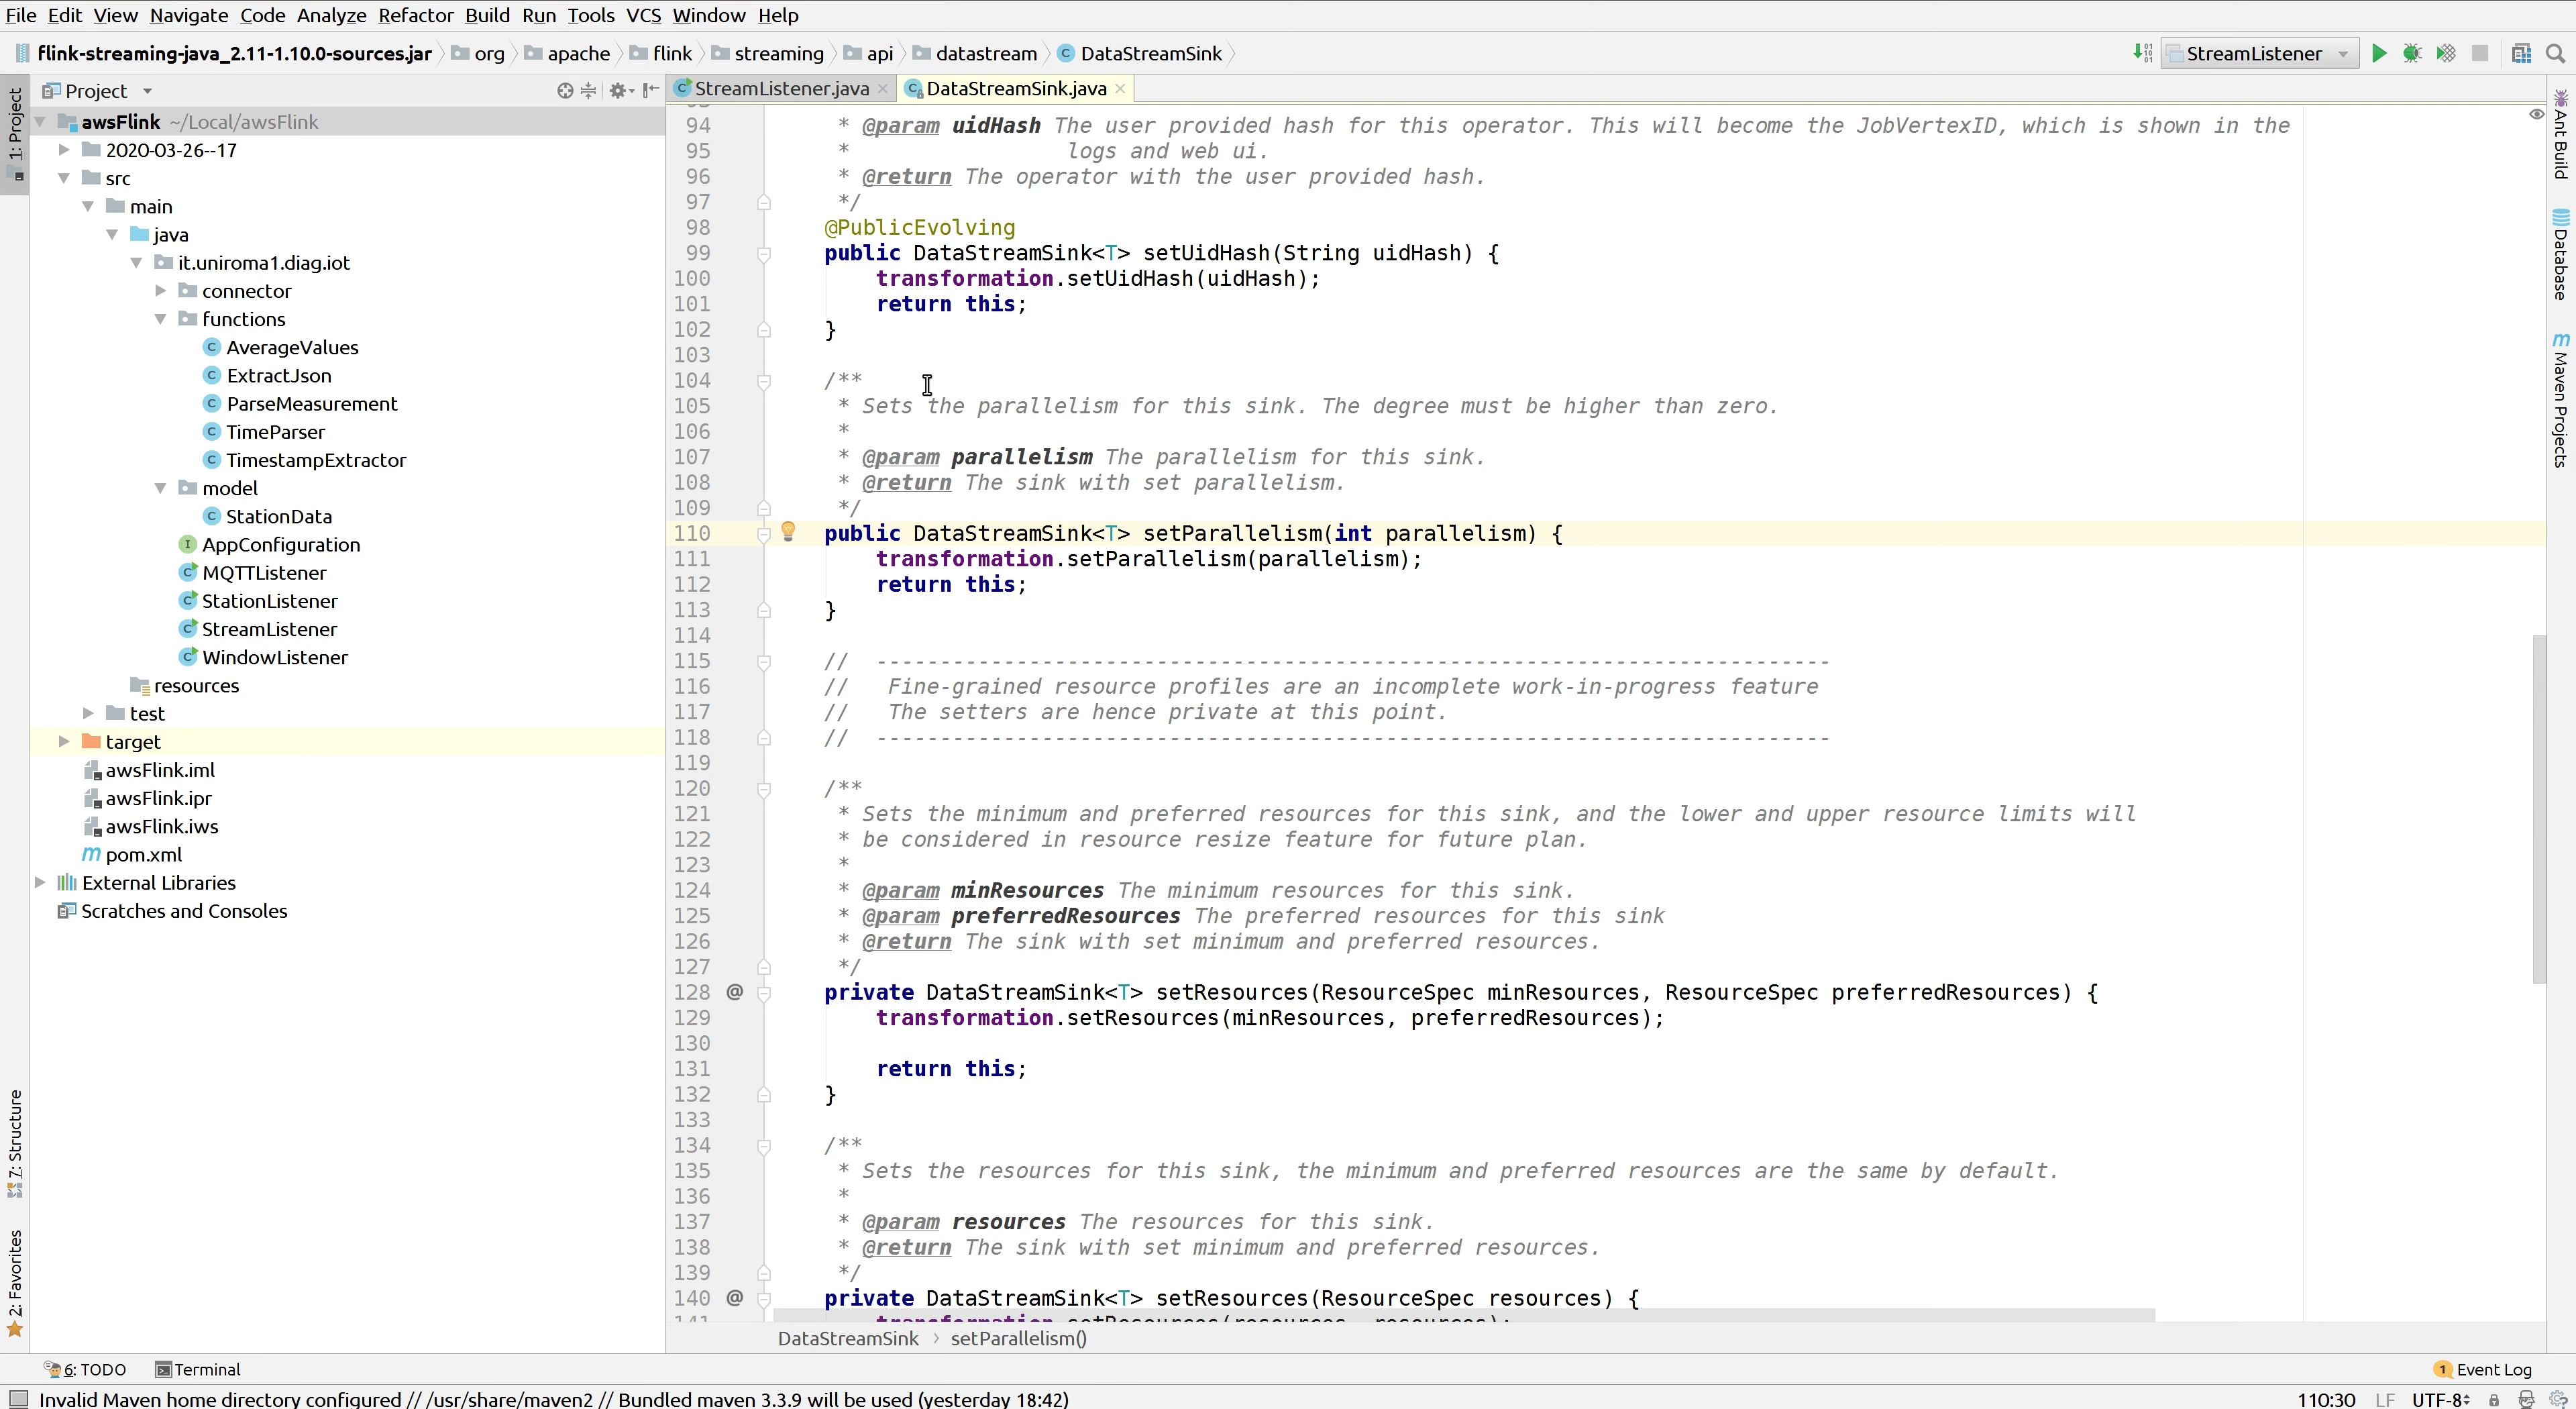 File Edit View Navigate Code Analyze Refactor Build Run Tools VCS Window Help
flink-streaming-java_2.11-1.10.0-sources.jar org apache flink streaming api datastream DataStreamSink StreamListener
Project
StreamListener.java DataStreamSink.java
1: Project
7: Structure
2: Favorites
awsFlink ~/Local/awsFlink
2020-03-26--17
src
main
java
it.uniroma1.diag.iot
connector
functions
AverageValues
ExtractJson
ParseMeasurement
TimeParser
TimestampExtractor
model
StationData
AppConfiguration
MQTTListener
StationListener
StreamListener
WindowListener
resources
test
target
awsFlink.iml
awsFlink.ipr
awsFlink.iws
pom.xml
External Libraries
Scratches and Consoles
94 * @param uidHash The user provided hash for this operator. This will become the JobVertexID, which is shown in the
95 * logs and web ui.
96 * @return The operator with the user provided hash.
97 */
98 @PublicEvolving
99 public DataStreamSink<T> setUidHash(String uidHash) {
100 transformation.setUidHash(uidHash);
101 return this;
102 }
103
104 /**
105 * Sets the parallelism for this sink. The degree must be higher than zero.
106 *
107 * @param parallelism The parallelism for this sink.
108 * @return The sink with set parallelism.
109 */
110 public DataStreamSink<T> setParallelism(int parallelism) {
111 transformation.setParallelism(parallelism);
112 return this;
113 }
114
115 // ---------------------------------------------------------------------------
116 // Fine-grained resource profiles are an incomplete work-in-progress feature
117 // The setters are hence private at this point.
118 // ---------------------------------------------------------------------------
119
120 /**
121 * Sets the minimum and preferred resources for this sink, and the lower and upper resource limits will
122 * be considered in resource resize feature for future plan.
123 *
124 * @param minResources The minimum resources for this sink.
125 * @param preferredResources The preferred resources for this sink
126 * @return The sink with set minimum and preferred resources.
127 */
128 @ private DataStreamSink<T> setResources(ResourceSpec minResources, ResourceSpec preferredResources) {
129 transformation.setResources(minResources, preferredResources);
130
131 return this;
132 }
133
134 /**
135 * Sets the resources for this sink, the minimum and preferred resources are the same by default.
136 *
137 * @param resources The resources for this sink.
138 * @return The sink with set minimum and preferred resources.
139 */
140 @ private DataStreamSink<T> setResources(ResourceSpec resources) {
141 transformation.setResources(resources, resources);
DataStreamSink › setParallelism()
Ant Build
Database
Maven Projects
6: TODO Terminal 1 Event Log
Invalid Maven home directory configured // /usr/share/maven2 // Bundled maven 3.3.9 will be used (yesterday 18:42) 110:30 LF UTF-8